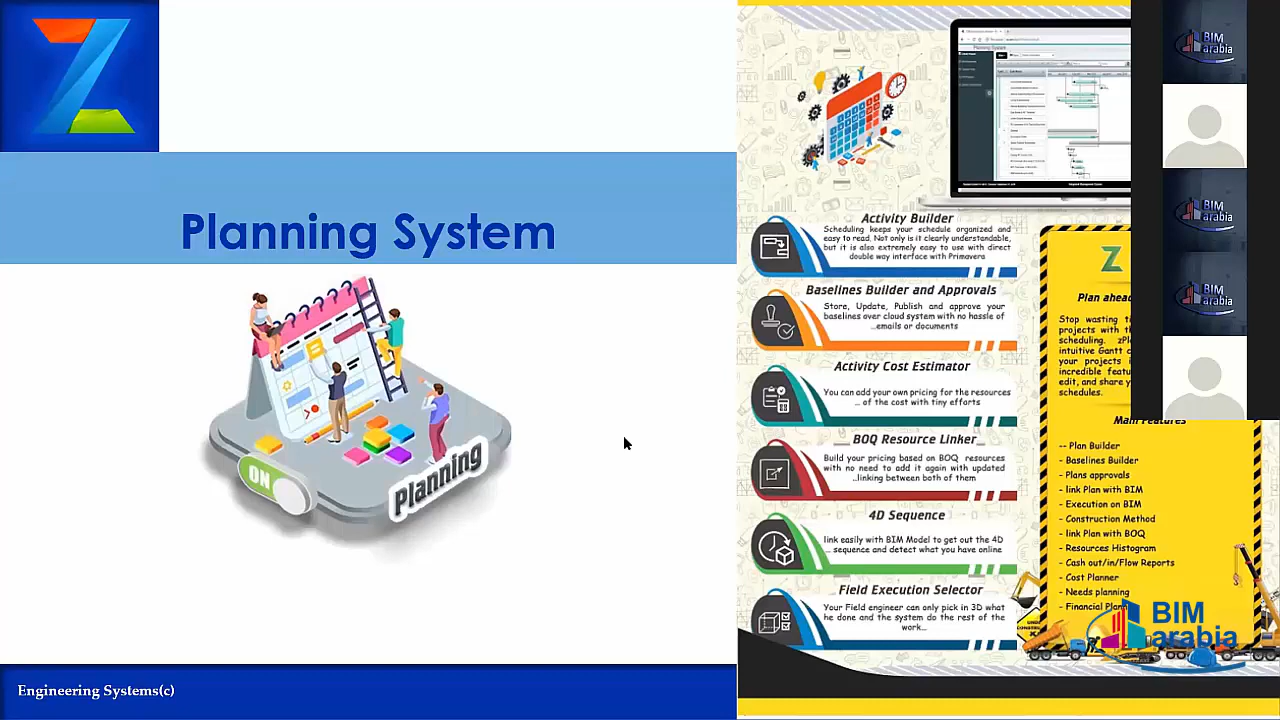 Planning System
Planning
Engineering Systems(c)
Planning System
Activity Builder
Scheduling keeps your schedule organized and
easy to read. Not only is it clearly understandable,
but it is also extremely easy to use with direct
double way interface with Primavera
Baselines Builder and Approvals
Store, Update, Publish and approve your
baselines over cloud system with no hassle of
...emails or documents
Activity Cost Estimator
You can add your own pricing for the resources
... of the cost with tiny efforts
BOQ Resource Linker
Build your pricing based on BOQ resources
with no need to add it again with updated
..linking between both of them
4D Sequence
link easily with BIM Model to get out the 4D
... sequence and detect what you have online
Field Execution Selector
Your Field engineer can only pick in 3D what
he done and the system do the rest of the
work...
Z
Plan ahead
Stop wasting
projects with
scheduling.
intuitive Gantt
your projects
incredible
edit, and share
schedules.
Main Features
-- Plan Builder
- Baselines Builder
- Plans approvals
- link Plan with BIM
- Execution on BIM
- Construction Method
- link Plan with BOQ
- Resources Histogram
- Cash out/in/Flow Reports
- Cost Planner
- Needs planning
- Financial
UNDER
BIM
arabia
BIM
arabia
BIM
arabia
BIM
arabia